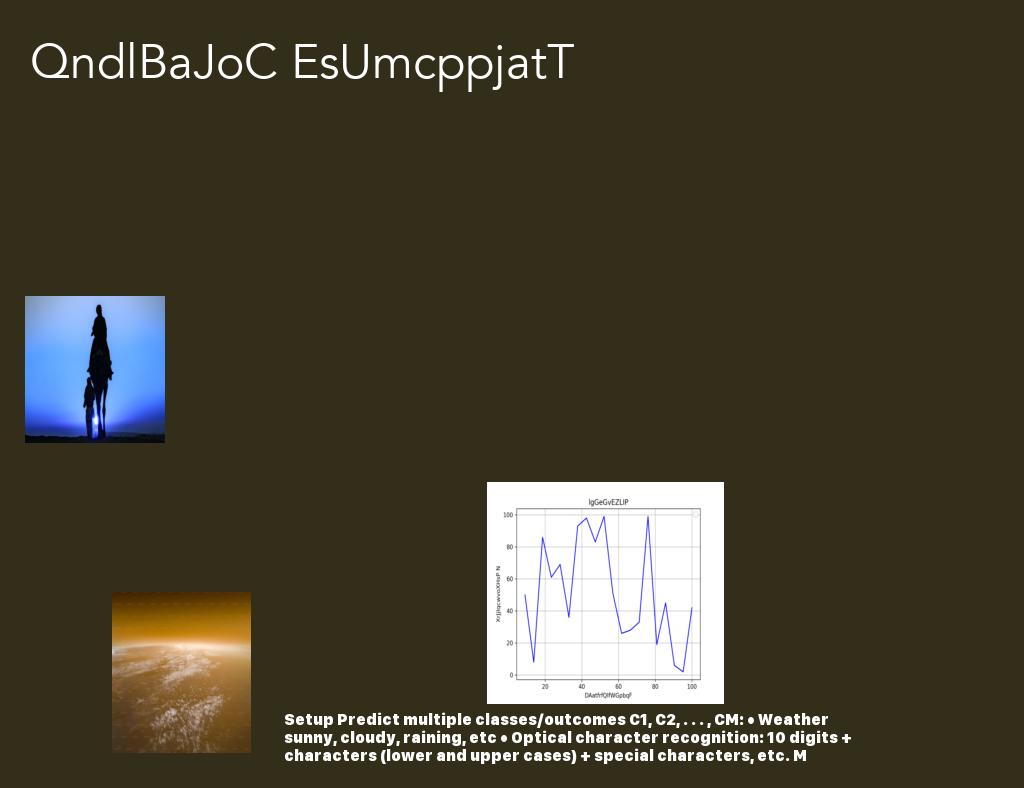 QndlBaJoC EsUmcppjatT
IgGeGvEZLIP
100
80
60
40
20
0
20 40 60 80 100
Setup Predict multiple classes/outcomes C1, C2, . . . , CM: • Weather
sunny, cloudy, raining, etc • Optical character recognition: 10 digits +
characters (lower and upper cases) + special characters, etc. M